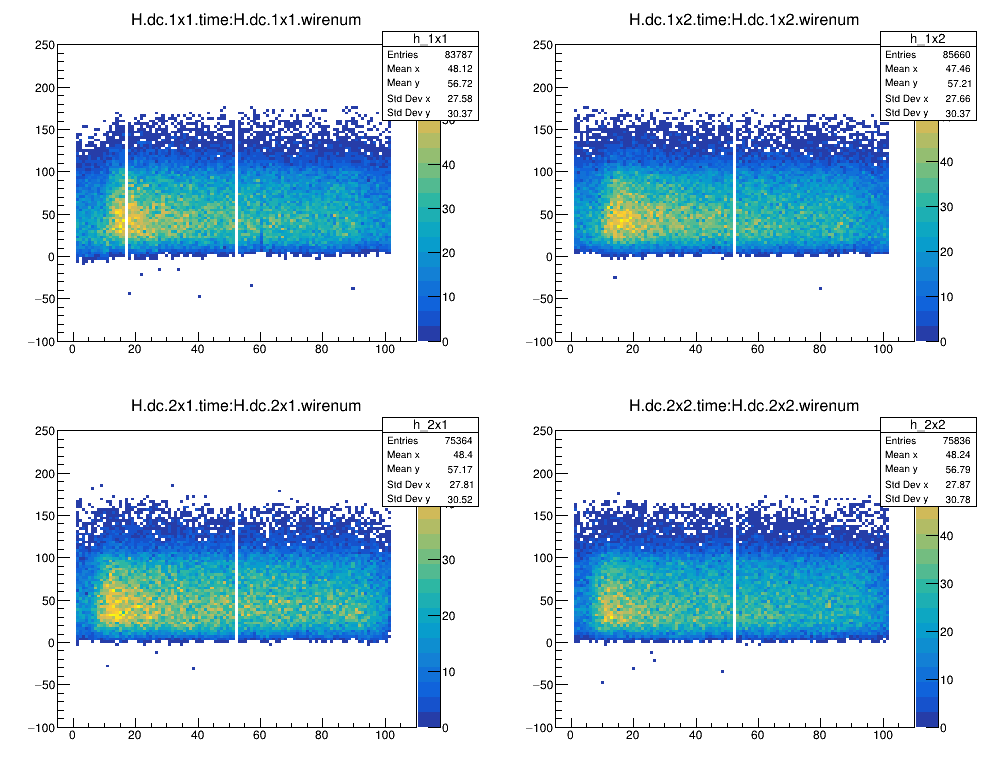 H.dc.1x1.time:H.dc.1x1.wirenum
h_1x1
Entries 83787
Mean x 48.12
Mean y 56.72
Std Dev x 27.58
Std Dev y 30.37
250
200
150
100
50
0
−50
−100
0 20 40 60 80 100
40
30
20
10
0
H.dc.1x2.time:H.dc.1x2.wirenum
h_1x2
Entries 85660
Mean x 47.46
Mean y 57.21
Std Dev x 27.66
Std Dev y 30.37
250
200
150
100
50
0
−50
−100
0 20 40 60 80 100
40
30
20
10
0
H.dc.2x1.time:H.dc.2x1.wirenum
h_2x1
Entries 75364
Mean x 48.4
Mean y 57.17
Std Dev x 27.81
Std Dev y 30.52
250
200
150
100
50
0
−50
−100
0 20 40 60 80 100
30
20
10
0
H.dc.2x2.time:H.dc.2x2.wirenum
h_2x2
Entries 75836
Mean x 48.24
Mean y 56.79
Std Dev x 27.87
Std Dev y 30.78
250
200
150
100
50
0
−50
−100
0 20 40 60 80 100
40
30
20
10
0